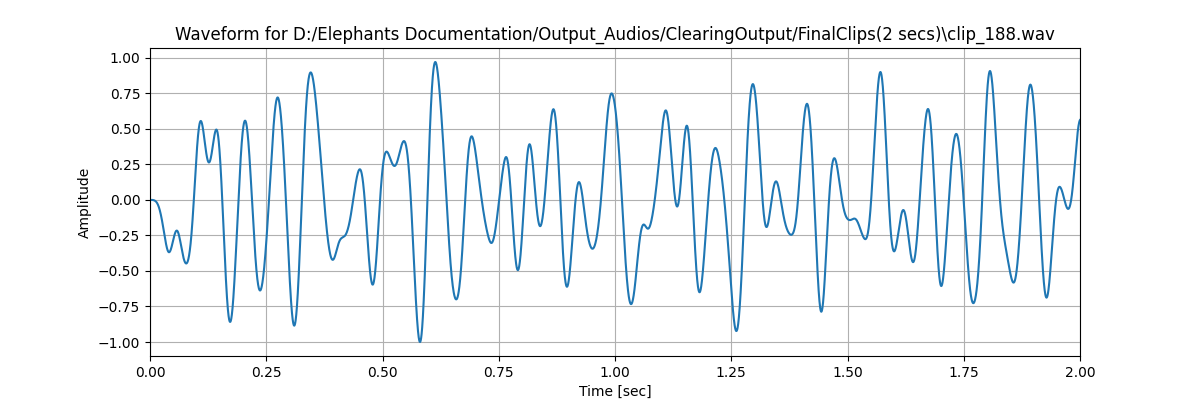 Waveform for D:/Elephants Documentation/Output_Audios/ClearingOutput/FinalClips(2 secs)\clip_188.wav
1.00
0.75
0.50
0.25
0.00
−0.25
−0.50
−0.75
−1.00
Amplitude
0.00 0.25 0.50 0.75 1.00 1.25 1.50 1.75 2.00
Time [sec]